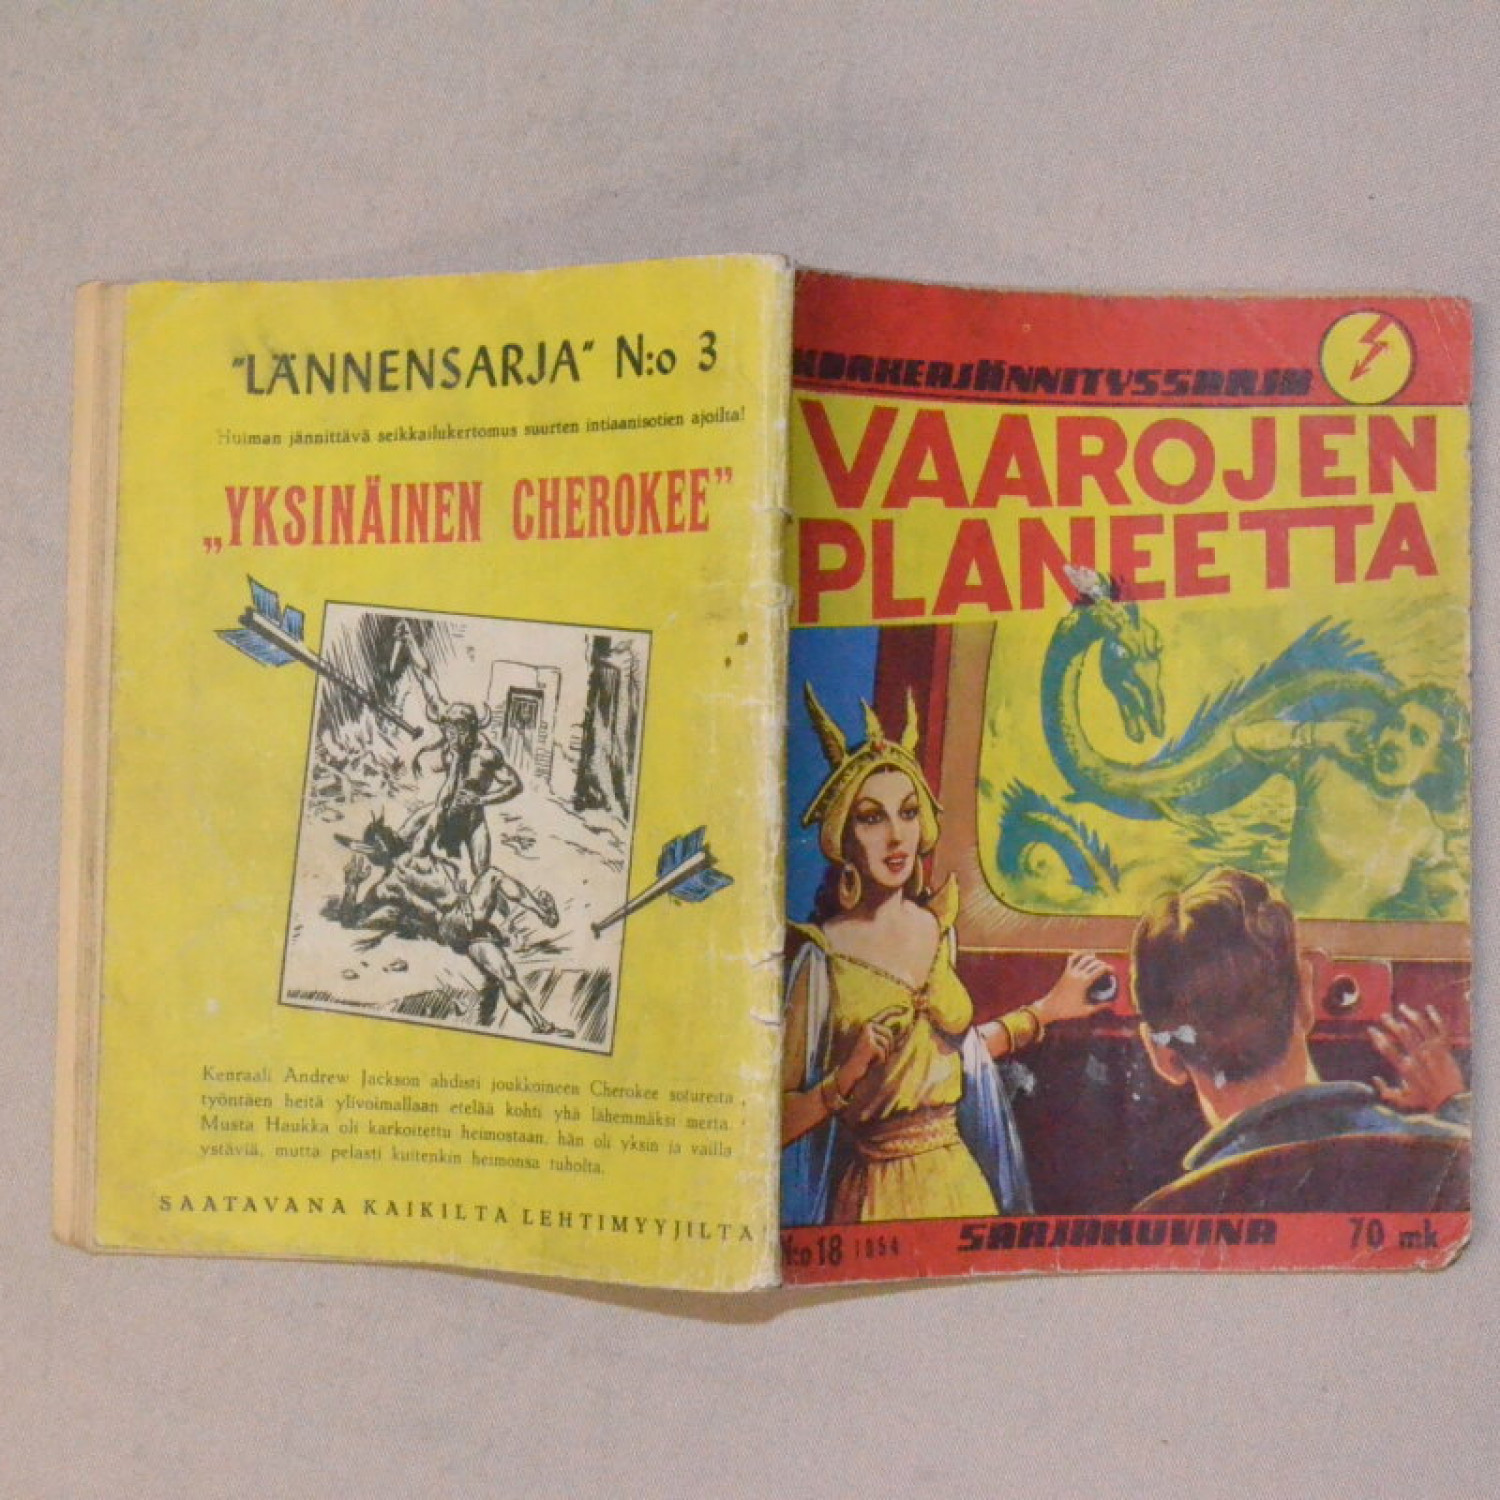 "LÄNNENSARJA" N:o 3
Huiman jännittävä seikkailukertomus suurten intiaanisotien ajoilta!
„YKSINÄINEN CHEROKEE”
Kenraali Andrew Jackson ahdisti joukkoineen Cherokee sotureita,
työntäen heitä ylivoimallaan etelää kohti yhä lähemmäksi merta.
Musta Haukka oli karkoitettu heimostaan, hän oli yksin ja vailla
ystäviä, mutta pelasti kuitenkin heimonsa tuholta.
SAATAVANA KAIKILTA LEHTIMYYJILTÄ
KORKEAJÄNNITYSSARJA
VAAROJEN
PLANEETTA
N:o 18 1954 SARJAKUVINA 70 mk